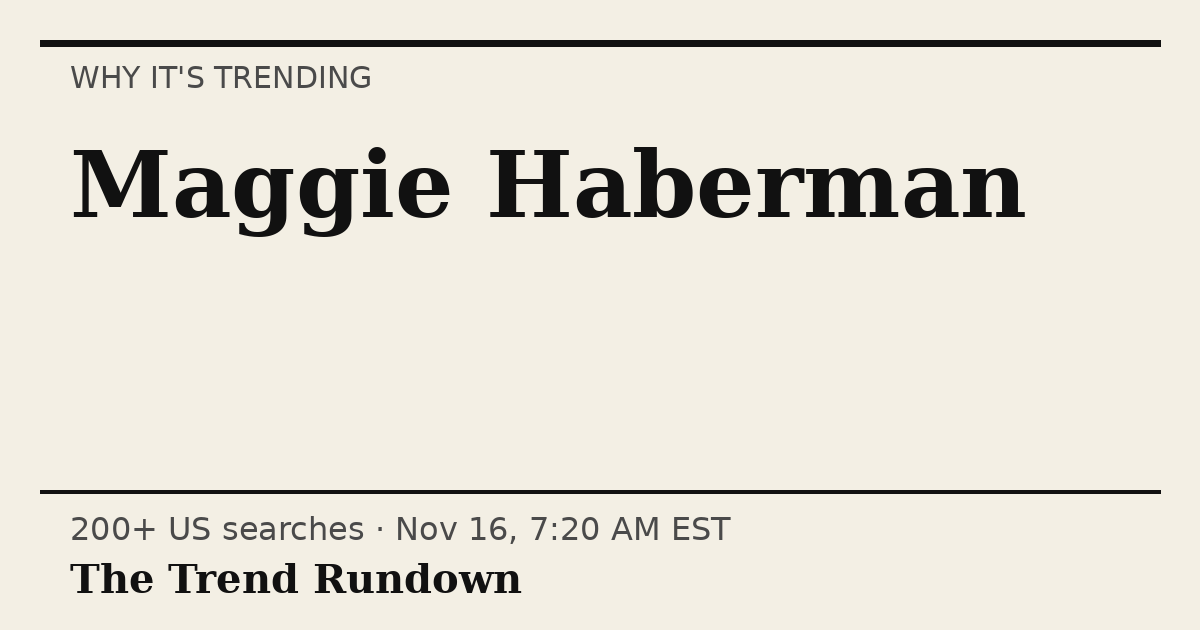 WHY IT'S TRENDING
Maggie Haberman
200+ US searches · Nov 16, 7:20 AM EST
The Trend Rundown